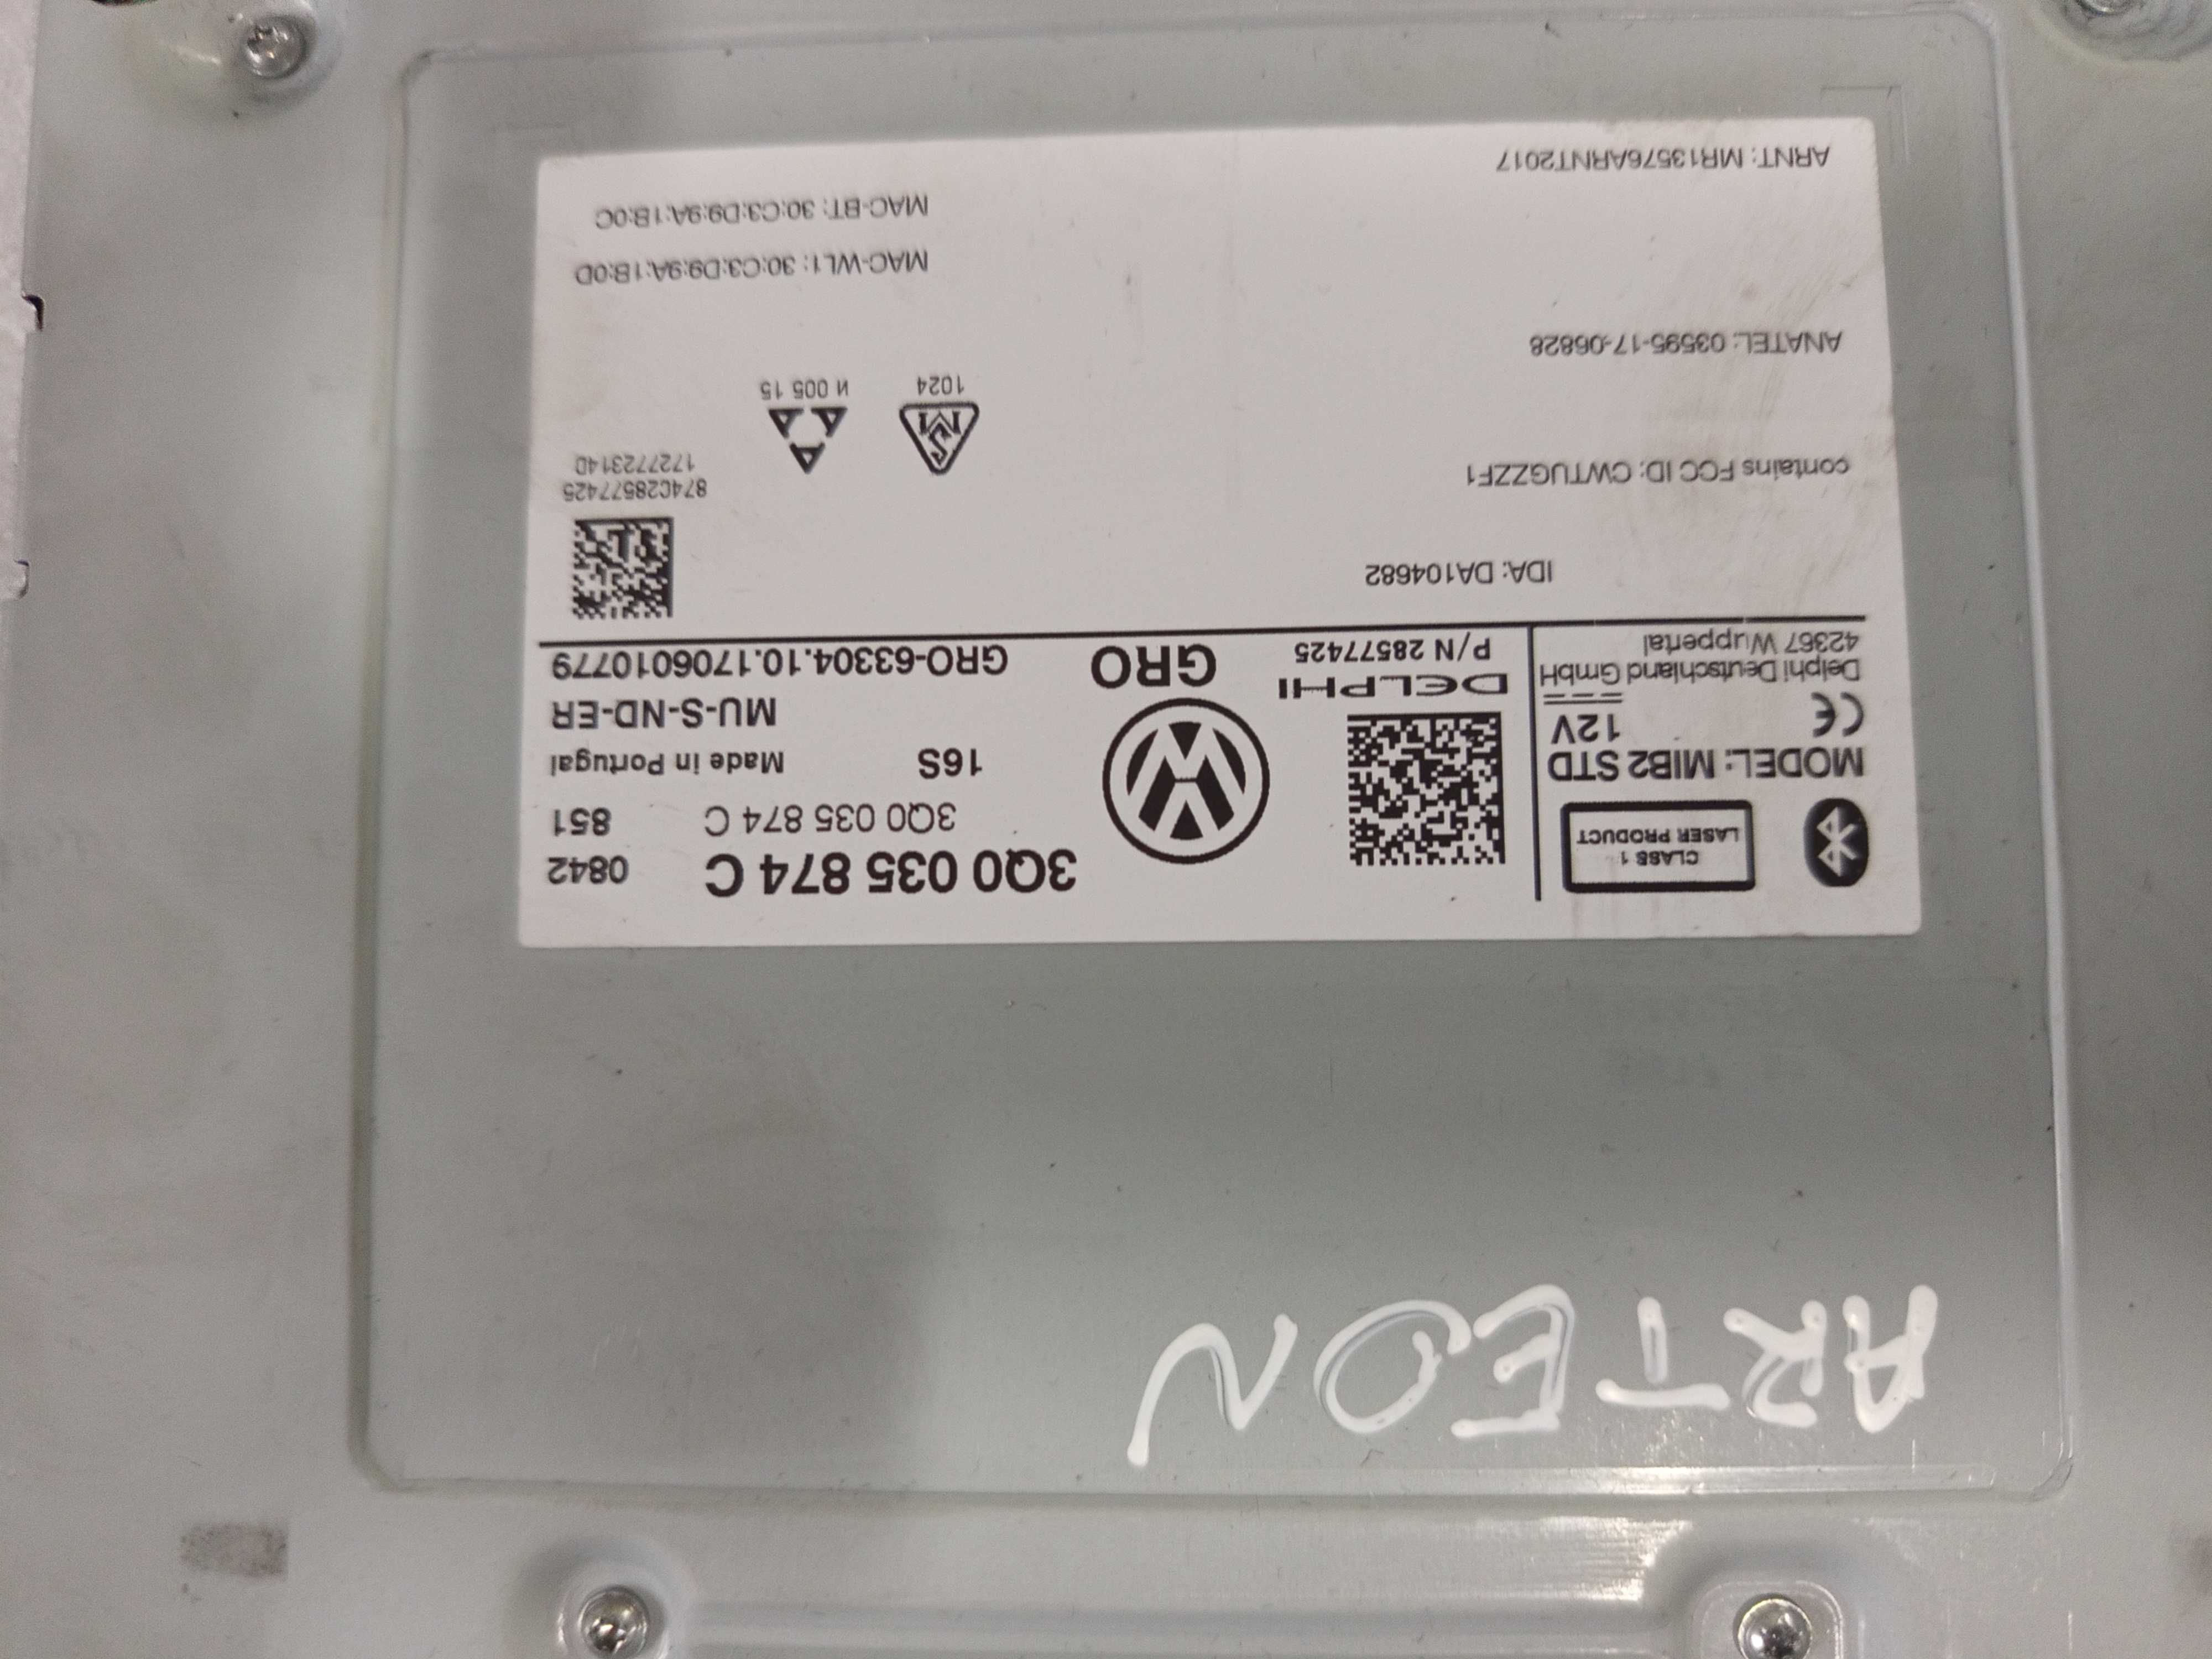 ARTEON
CLASS 1
LASER PRODUCT
MODEL: MIB2 STD
CE 12V
Delphi Deutschland GmbH
42367 Wuppertal
DELPHI
P/N 28577425
GRO
3Q0 035 874 C 0842
3Q0 035 874 C 851
16S Made in Portugal
MU-S-ND-ER
GRO-63304.10.1706010779
IDA: DA104682
contains FCC ID: CWTUGZZF1
ANATEL: 03595-17-06828
ARNT: MR13576ARNT2017
874C28577425
1727723140
1024
И 005 15
MAC-WL1: 30:C3:D9:9A:1B:0D
MAC-BT: 30:C3:D9:9A:1B:0C